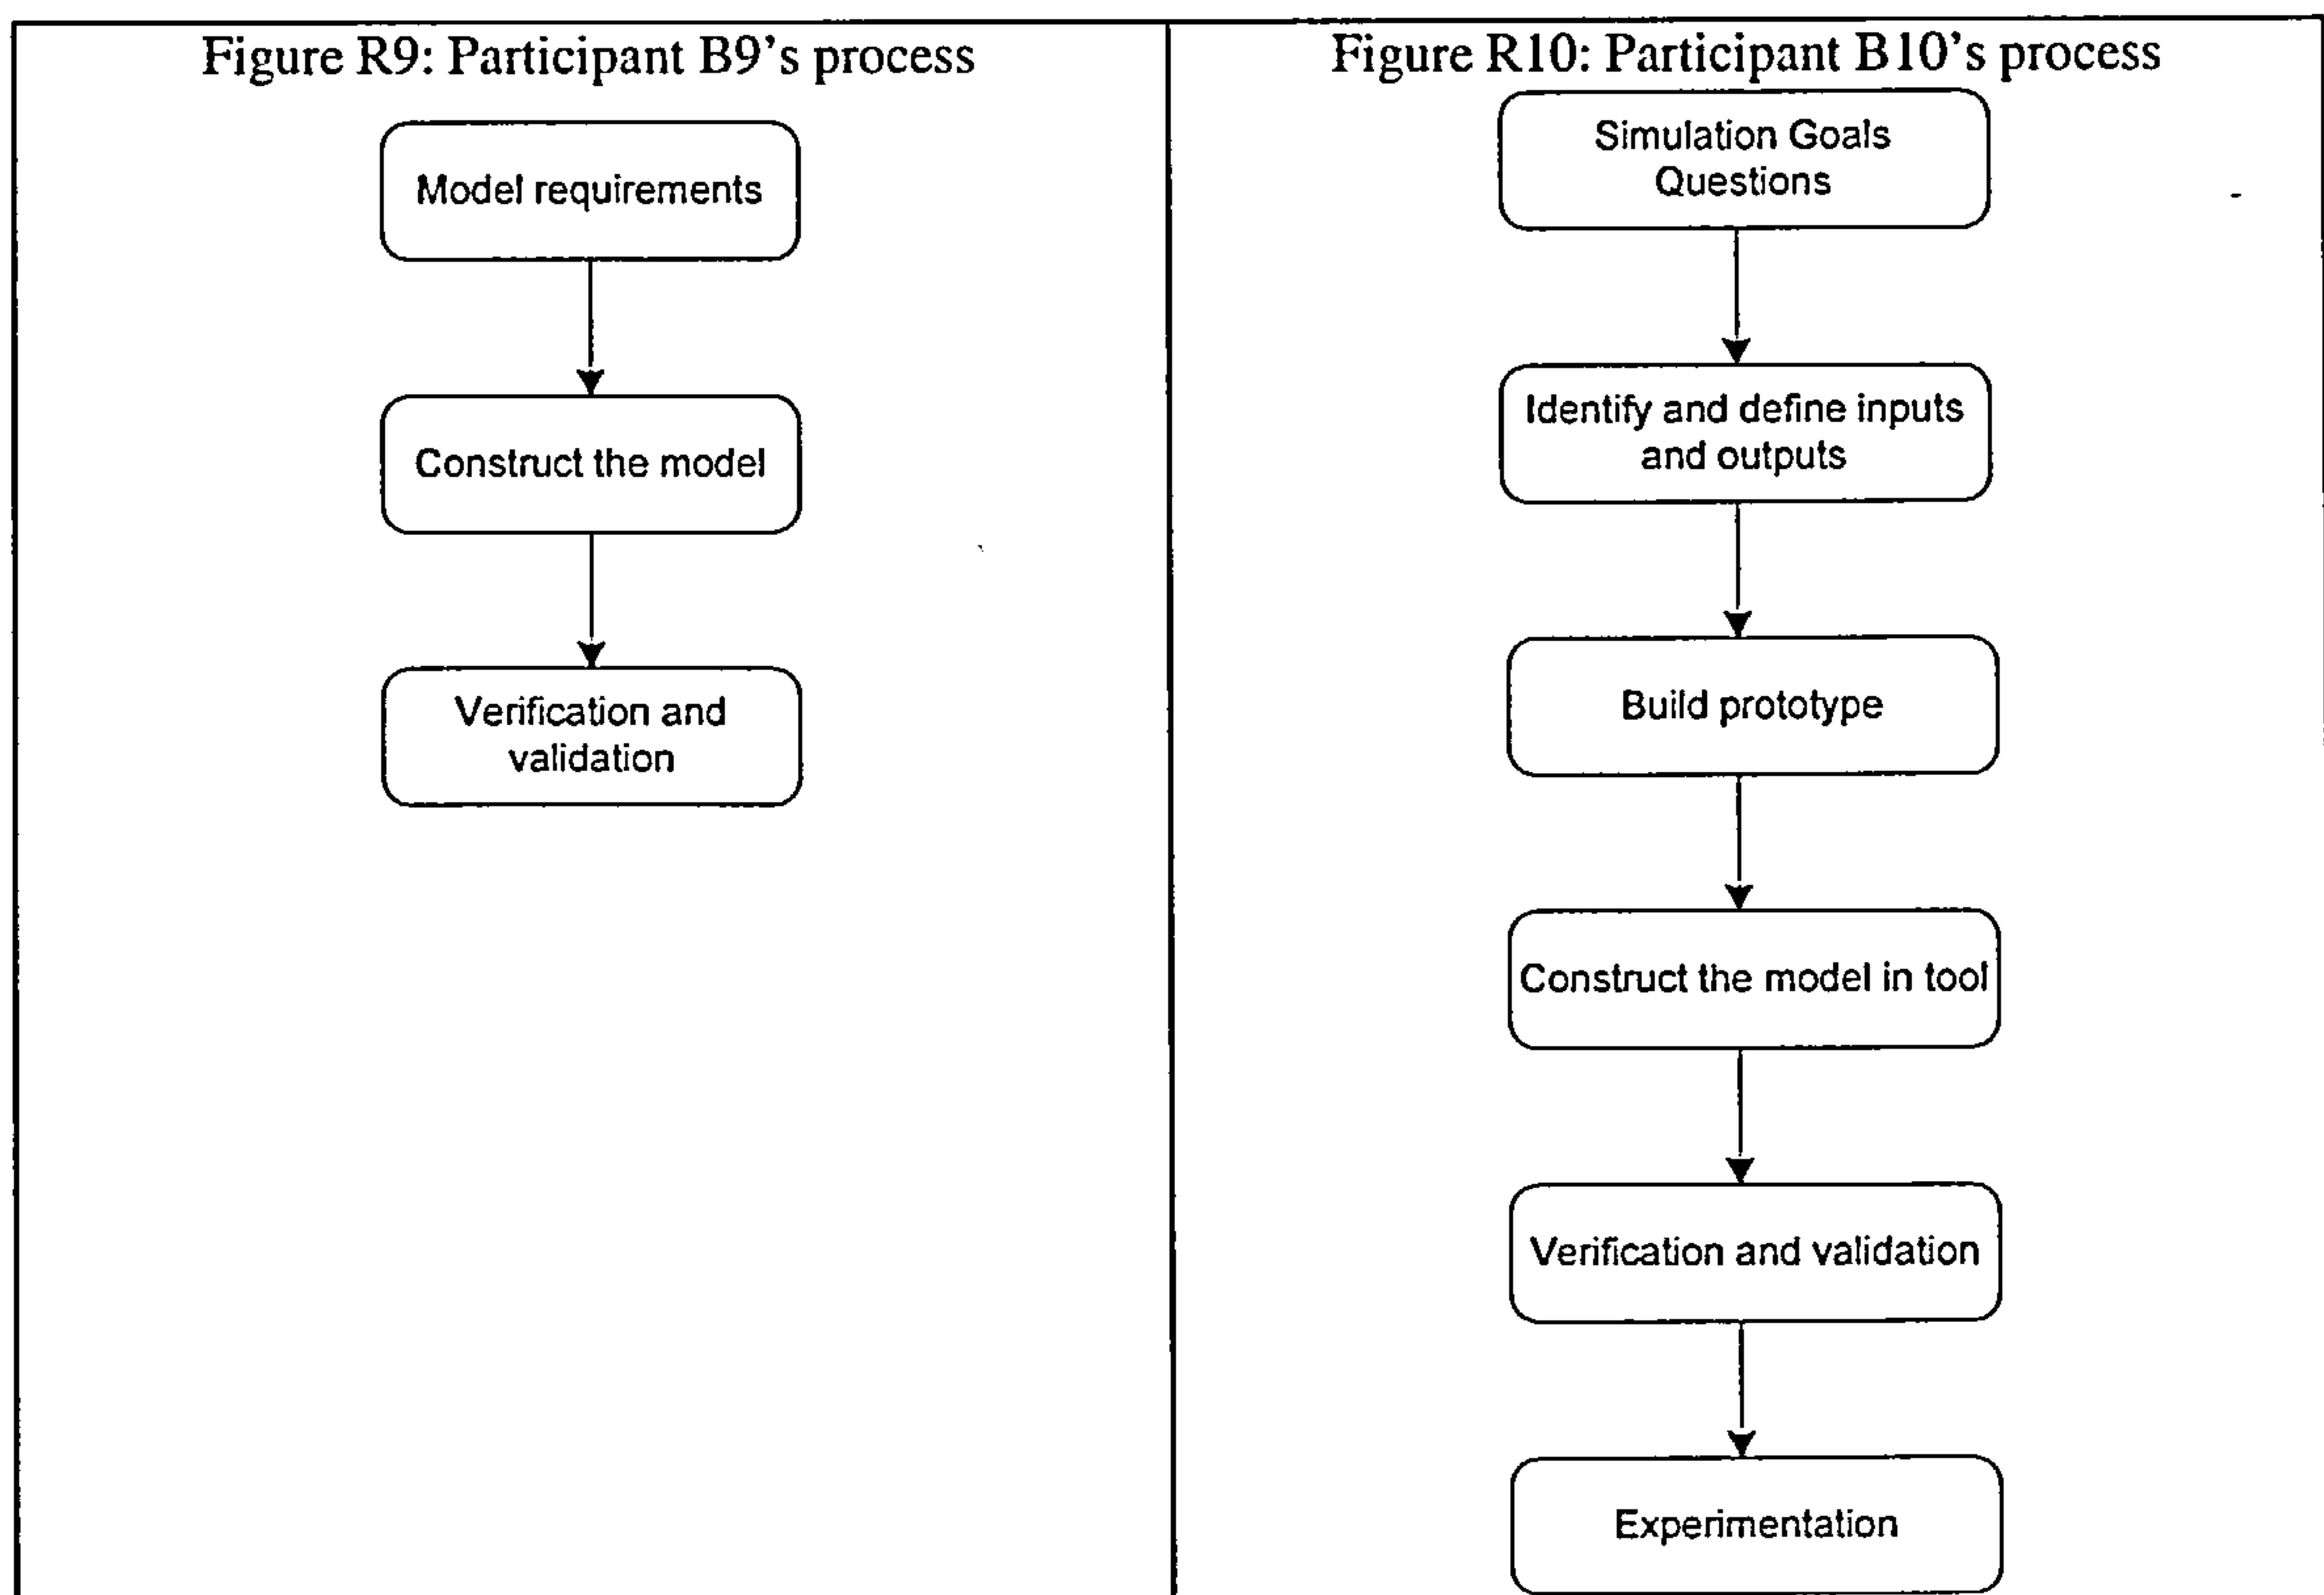 Figure R9: Participant B9's process
Model requirements
Construct the model
Verification and
validation
Figure R10: Participant B10's process
Simulation Goals
Questions
Identify and define inputs
and outputs
Build prototype
Construct the model in tool
Verification and validation
Experimentation